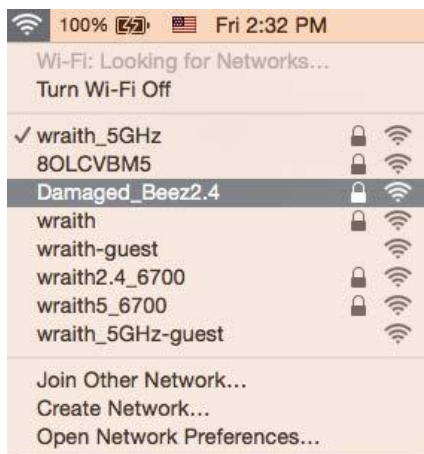 100% Fri 2:32 PM
Wi-Fi: Looking for Networks...
Turn Wi-Fi Off
wraith_5GHz
8OLCVBM5
Damaged_Beez2.4
wraith
wraith-guest
wraith2.4_6700
wraith5_6700
wraith_5GHz-guest
Join Other Network...
Create Network...
Open Network Preferences...